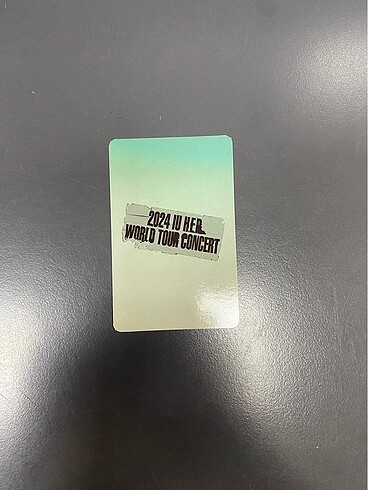 2024 IU H.E.R.
WORLD TOUR CONCERT